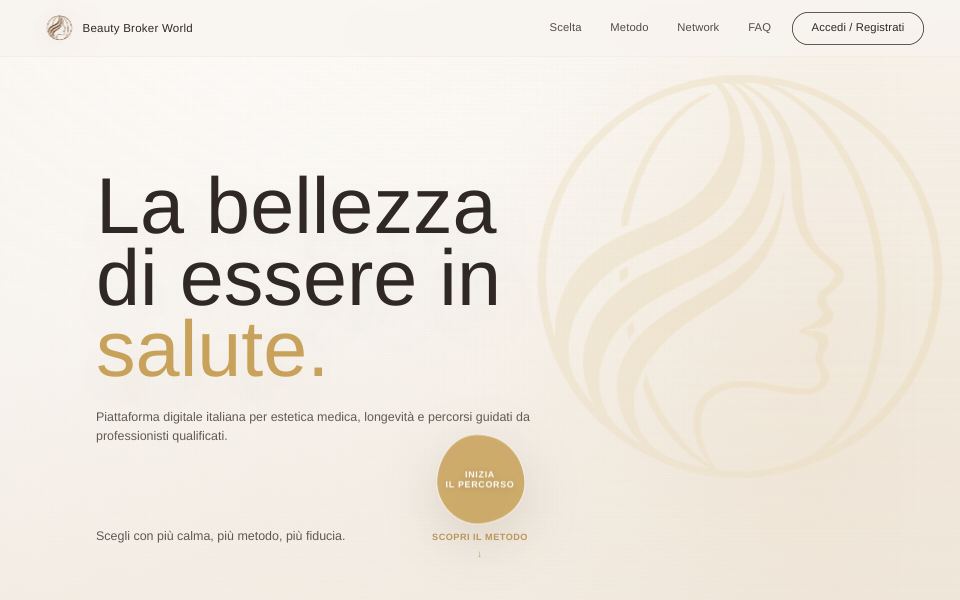 Beauty Broker World
Scelta
Metodo
Network
FAQ
Accedi / Registrati
La bellezza
di essere in
salute.
Piattaforma digitale italiana per estetica medica, longevità e percorsi guidati da
professionisti qualificati.
INIZIA
IL PERCORSO
Scegli con più calma, più metodo, più fiducia.
SCOPRI IL METODO
↓